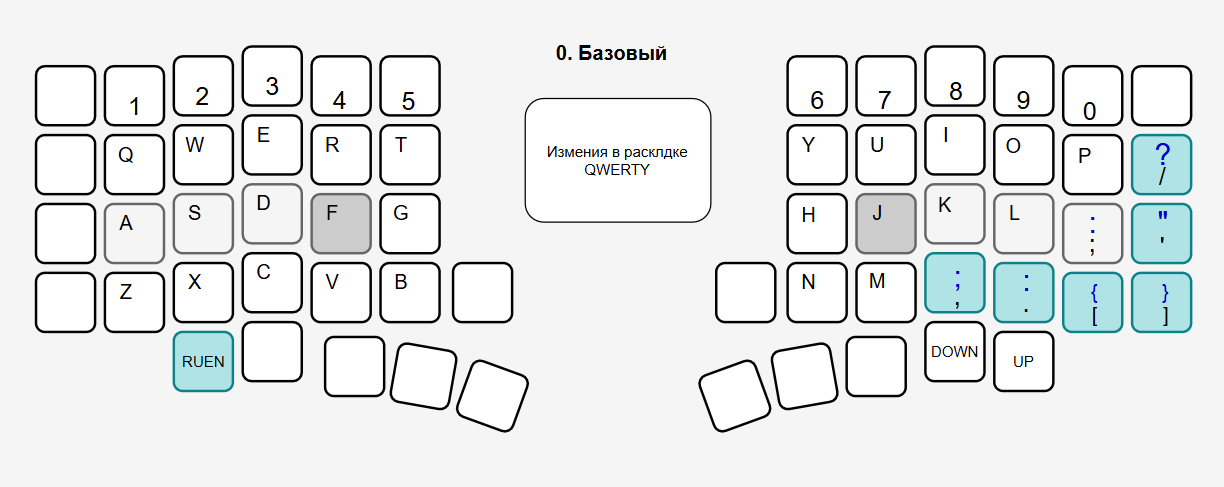 0. Базовый
1 2 3 4 5 6 7 8 9 0
Q W E R T Y U I O P ? /
Измения в расклдке
QWERTY
A S D F G H J K L : ; " '
Z X C V B N M ; , : . { [ } ]
RUEN DOWN UP